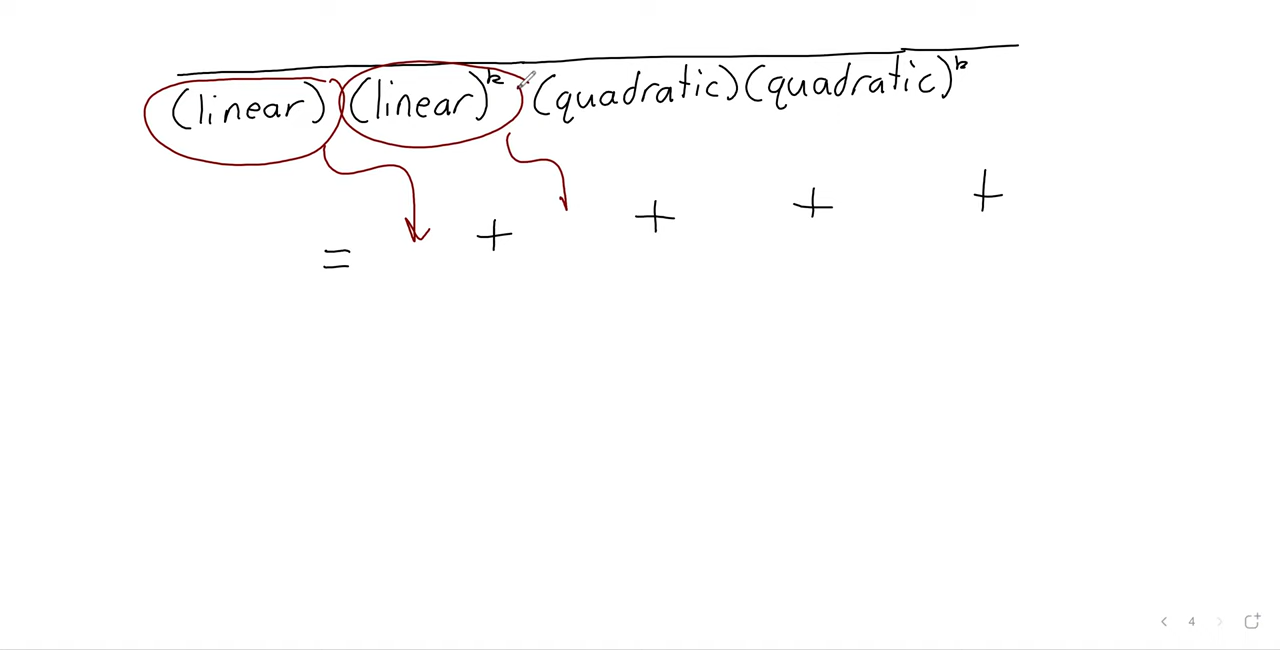 (linear)(linear)^k(quadratic)(quadratic)^k
= + + + +
4